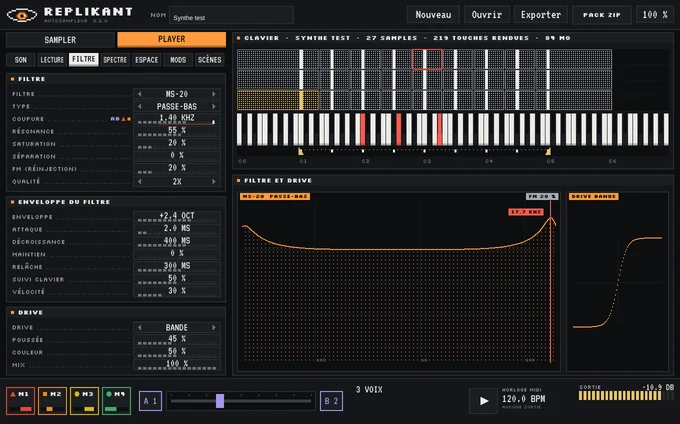 REPLIKANT
AUTOSAMPLEUR 0.2.0
NOM Synthe test
Nouveau Ouvrir Exporter PACK ZIP 100 %
SAMPLER PLAYER
SON LECTURE FILTRE SPECTRE ESPACE MODS SCÈNES
FILTRE
FILTRE MS-20
TYPE PASSE-BAS
COUPURE 1.40 KHZ
RÉSONANCE 55 %
SATURATION 20 %
SÉPARATION 0 %
FM (RÉINJECTION) 20 %
QUALITÉ 2X
ENVELOPPE DU FILTRE
ENVELOPPE +2.4 OCT
ATTAQUE 2.0 MS
DÉCROISSANCE 400 MS
MAINTIEN 0 %
RELÂCHE 300 MS
SUIVI CLAVIER 50 %
VÉLOCITÉ 30 %
DRIVE
DRIVE BANDE
POUSSÉE 45 %
COULEUR 50 %
MIX 100 %
CLAVIER · SYNTHE TEST · 27 SAMPLES · 219 TOUCHES RENDUES · 89 MO
C0 C1 C2 C3 C4 C5 C6
FILTRE ET DRIVE
MS-20 PASSE-BAS
FM 20 %
17.7 KHZ
DRIVE BANDE
M1 M2 M3 M4
A 1
B 2
3 VOIX
HORLOGE MIDI
120.0 BPM
AUCUNE SORTIE
SORTIE -10.9 DB